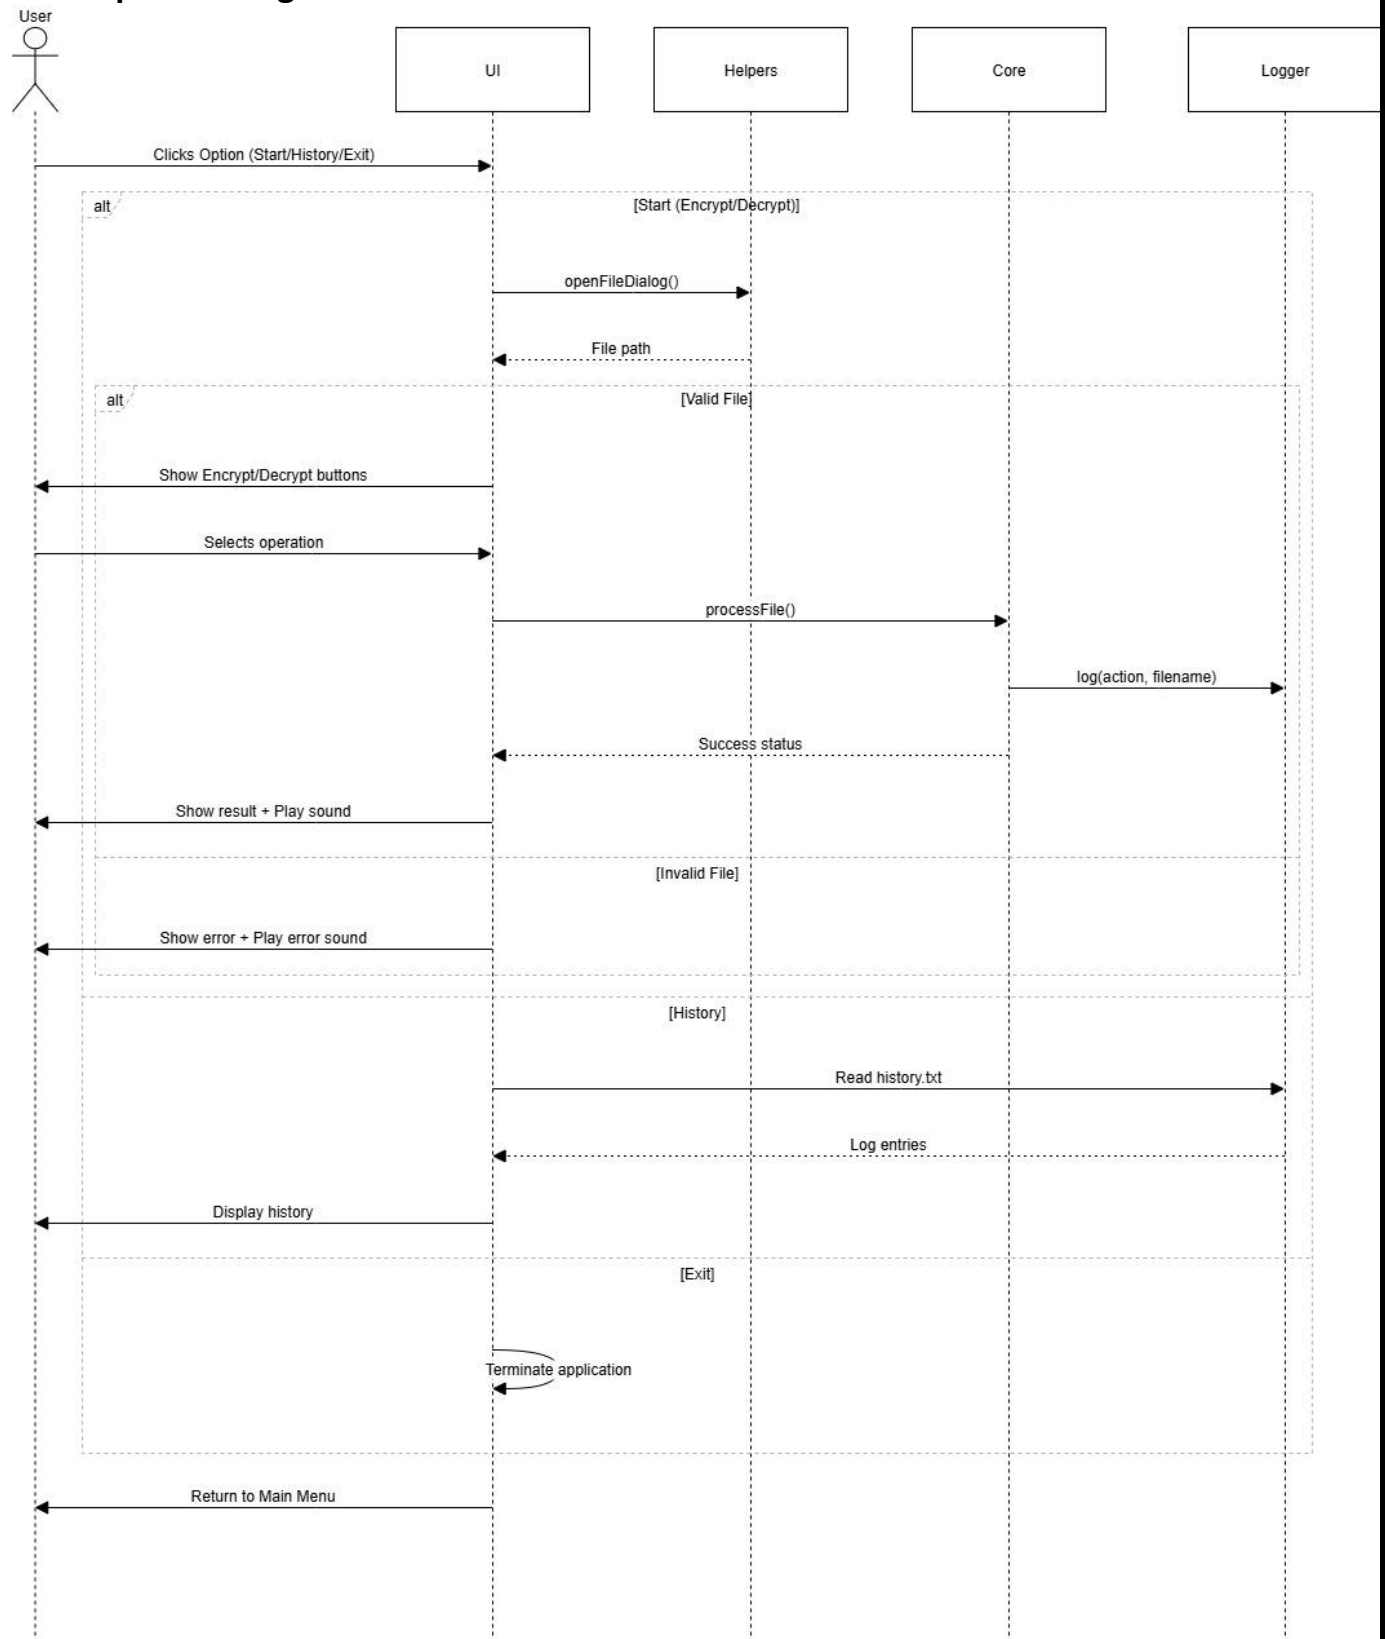 User
UI
Helpers
Core
Logger
Clicks Option (Start/History/Exit)
alt
[Start (Encrypt/Decrypt)]
openFileDialog()
File path
alt
[Valid File]
Show Encrypt/Decrypt buttons
Selects operation
processFile()
log(action, filename)
Success status
Show result + Play sound
[Invalid File]
Show error + Play error sound
[History]
Read history.txt
Log entries
Display history
[Exit]
Terminate application
Return to Main Menu